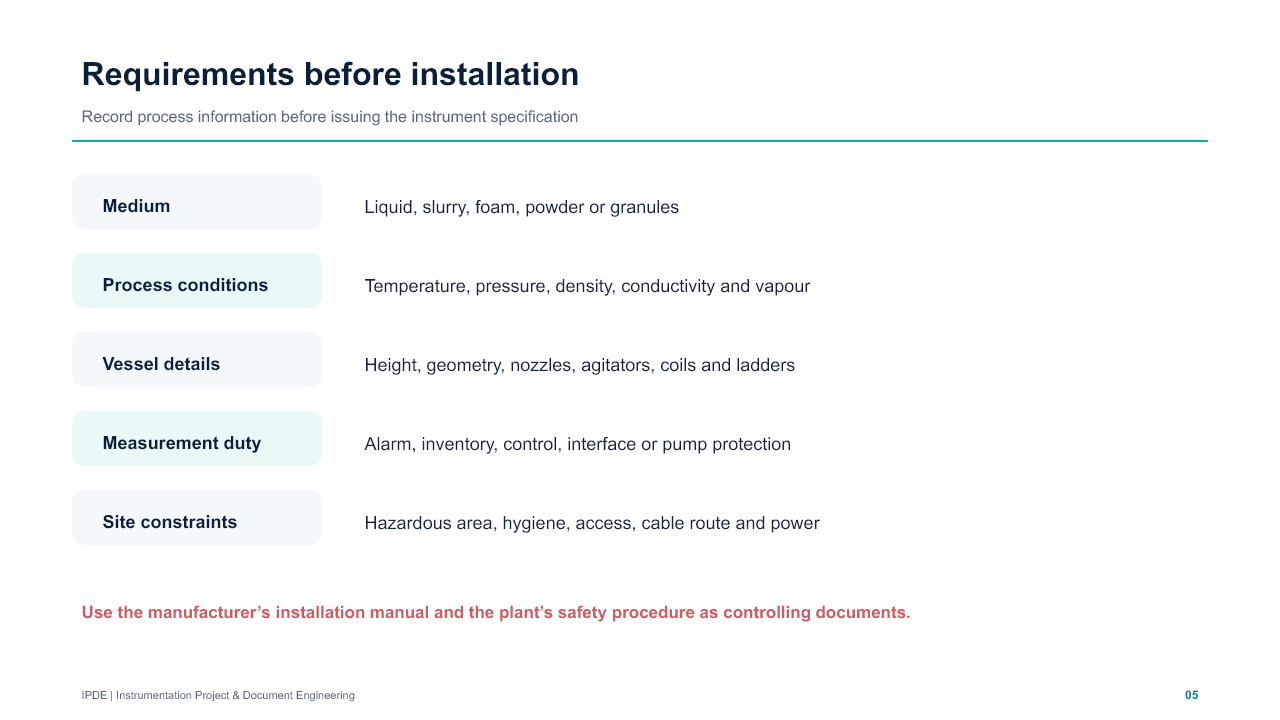 Requirements before installation
Record process information before issuing the instrument specification
Medium
Liquid, slurry, foam, powder or granules
Process conditions
Temperature, pressure, density, conductivity and vapour
Vessel details
Height, geometry, nozzles, agitators, coils and ladders
Measurement duty
Alarm, inventory, control, interface or pump protection
Site constraints
Hazardous area, hygiene, access, cable route and power
Use the manufacturer’s installation manual and the plant’s safety procedure as controlling documents.
IPDE | Instrumentation Project & Document Engineering
05